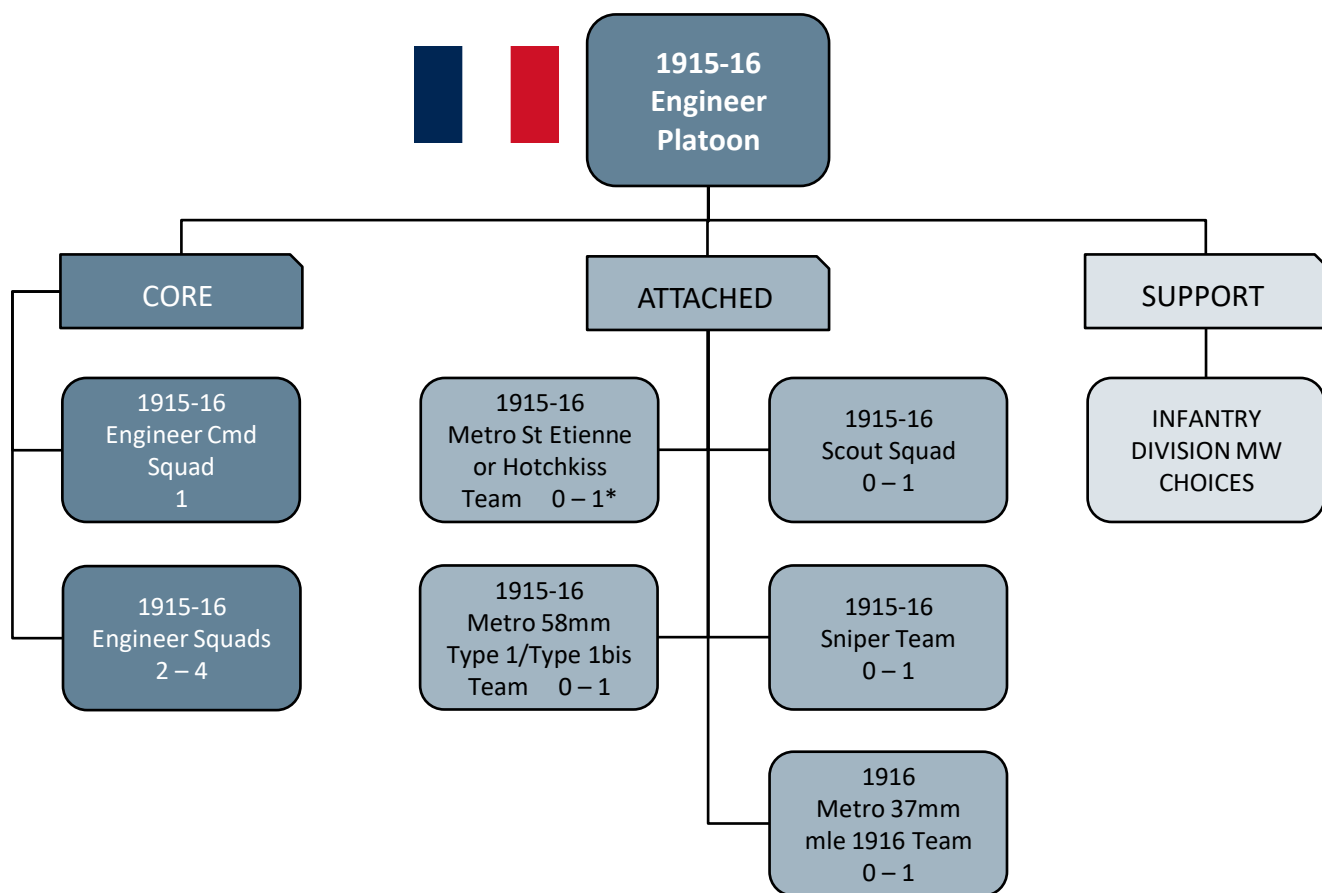 1915-16
Engineer
Platoon
CORE
ATTACHED
SUPPORT
1915-16
Engineer Cmd
Squad
1
1915-16
Engineer Squads
2 – 4
1915-16
Metro St Etienne
or Hotchkiss
Team 0 – 1*
1915-16
Metro 58mm
Type 1/Type 1bis
Team 0 – 1
1915-16
Scout Squad
0 – 1
1915-16
Sniper Team
0 – 1
1916
Metro 37mm
mle 1916 Team
0 – 1
INFANTRY
DIVISION MW
CHOICES